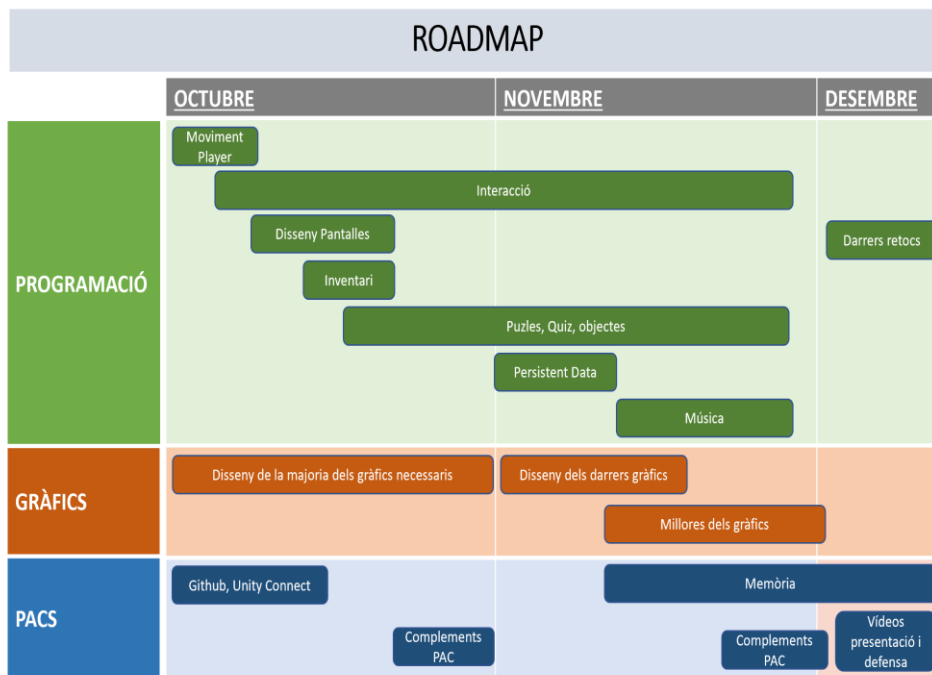 ROADMAP
OCTUBRE
NOVEMBRE
DESEMBRE
PROGRAMACIÓ
Moviment
Player
Interacció
Disseny Pantalles
Darrers retocs
Inventari
Puzles, Quiz, objectes
Persistent Data
Música
GRÀFICS
Disseny de la majoria dels gràfics necessaris
Disseny dels darrers gràfics
Millores dels gràfics
PACS
Github, Unity Connect
Memòria
Complements
PAC
Complements
PAC
Vídeos
presentació i
defensa